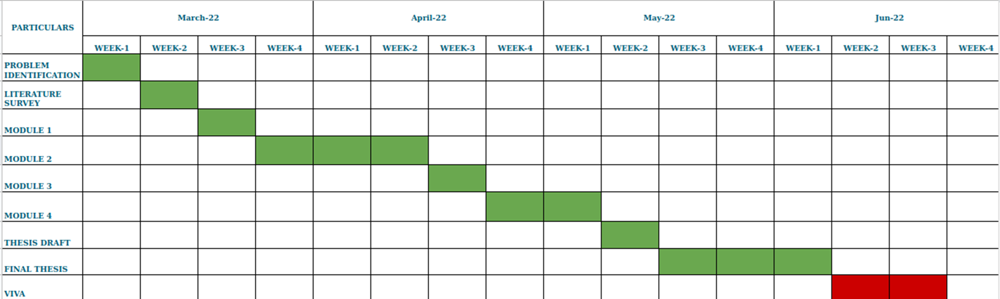 PARTICULARS
March-22
April-22
May-22
Jun-22
WEEK-1 WEEK-2 WEEK-3 WEEK-4 WEEK-1 WEEK-2 WEEK-3 WEEK-4 WEEK-1 WEEK-2 WEEK-3 WEEK-4 WEEK-1 WEEK-2 WEEK-3 WEEK-4
PROBLEM
IDENTIFICATION
LITERATURE
SURVEY
MODULE 1
MODULE 2
MODULE 3
MODULE 4
THESIS DRAFT
FINAL THESIS
VIVA